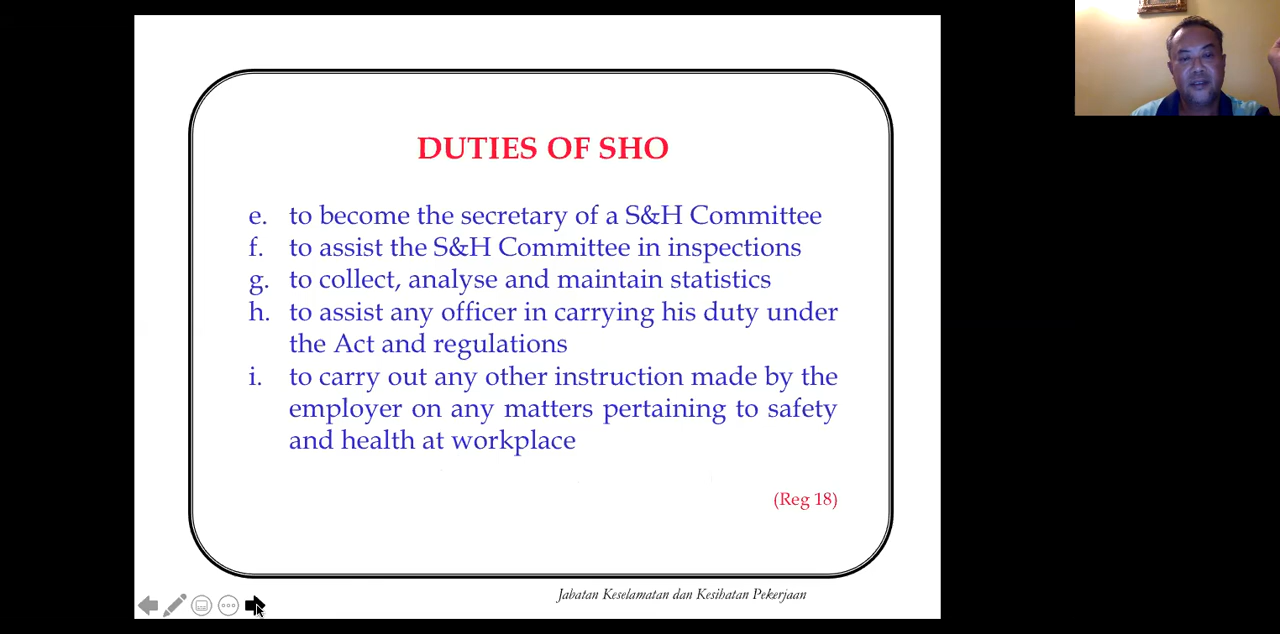 DUTIES OF SHO
e. to become the secretary of a S&H Committee
f. to assist the S&H Committee in inspections
g. to collect, analyse and maintain statistics
h. to assist any officer in carrying his duty under
the Act and regulations
i. to carry out any other instruction made by the
employer on any matters pertaining to safety
and health at workplace
(Reg 18)
Jabatan Keselamatan dan Kesihatan Pekerjaan